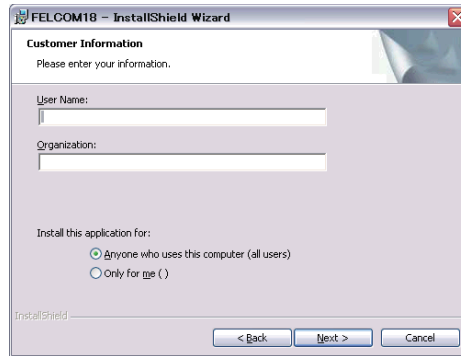 FELCOM18 - InstallShield Wizard
Customer Information
Please enter your information.
User Name:
Organization:
Install this application for:
Anyone who uses this computer (all users)
Only for me ( )
InstallShield
< Back
Next >
Cancel